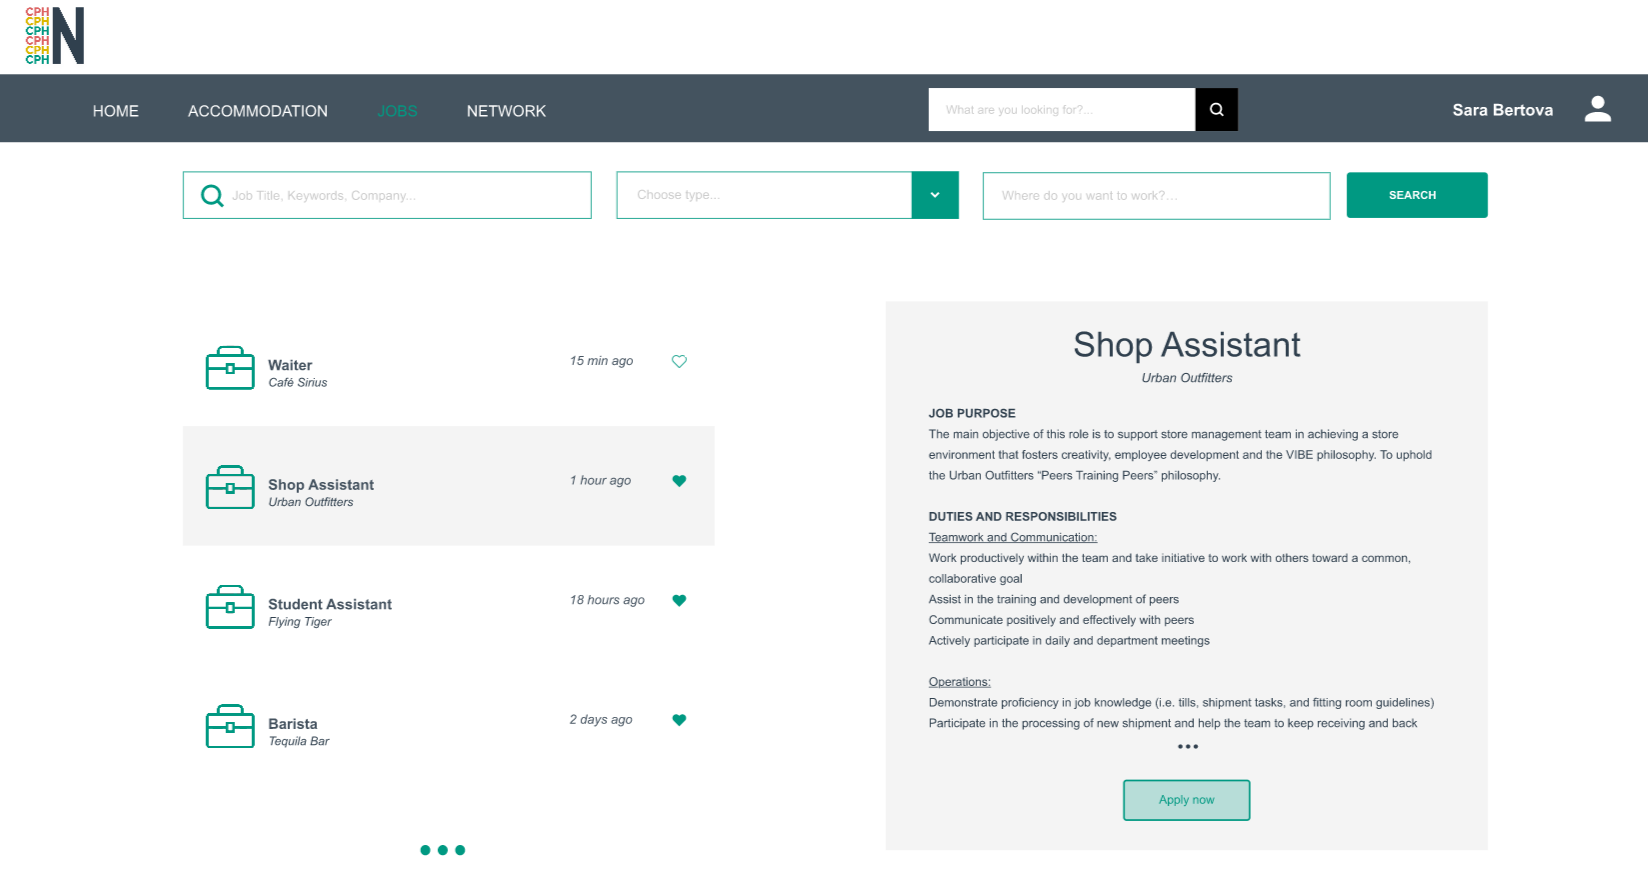 CPH
CPH
CPH
CPH
CPH
CPH
N
HOME
ACCOMMODATION
JOBS
NETWORK
What are you looking for?...
Sara Bertova
Job Title, Keywords, Company...
Choose type...
Where do you want to work?...
SEARCH
Waiter
Café Sirius
15 min ago
Shop Assistant
Urban Outfitters
1 hour ago
Student Assistant
Flying Tiger
18 hours ago
Barista
Tequila Bar
2 days ago
Shop Assistant
Urban Outfitters
JOB PURPOSE
The main objective of this role is to support store management team in achieving a store
environment that fosters creativity, employee development and the VIBE philosophy. To uphold
the Urban Outfitters “Peers Training Peers” philosophy.
DUTIES AND RESPONSIBILITIES
Teamwork and Communication:
Work productively within the team and take initiative to work with others toward a common,
collaborative goal
Assist in the training and development of peers
Communicate positively and effectively with peers
Actively participate in daily and department meetings
Operations:
Demonstrate proficiency in job knowledge (i.e. tills, shipment tasks, and fitting room guidelines)
Participate in the processing of new shipment and help the team to keep receiving and back
Apply now